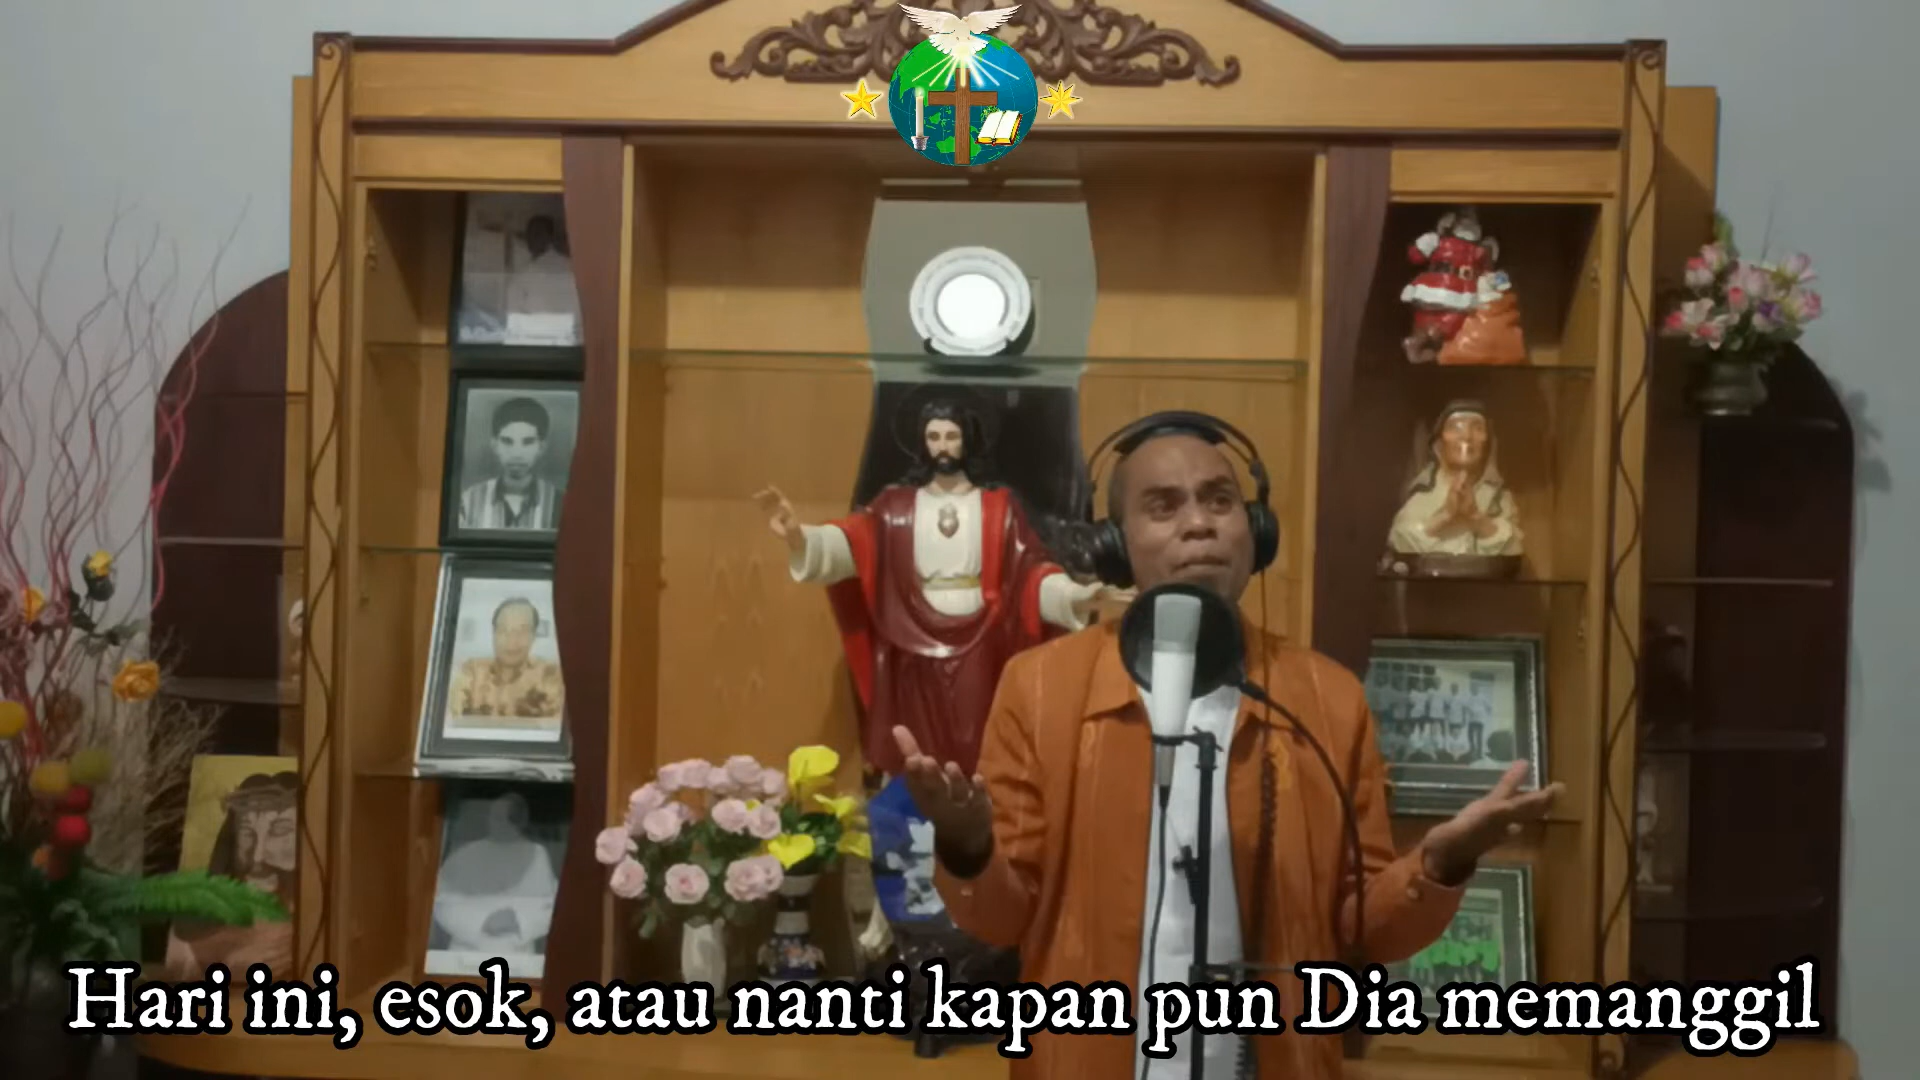 Hari ini, esok, atau nanti kapan pun Dia memanggil